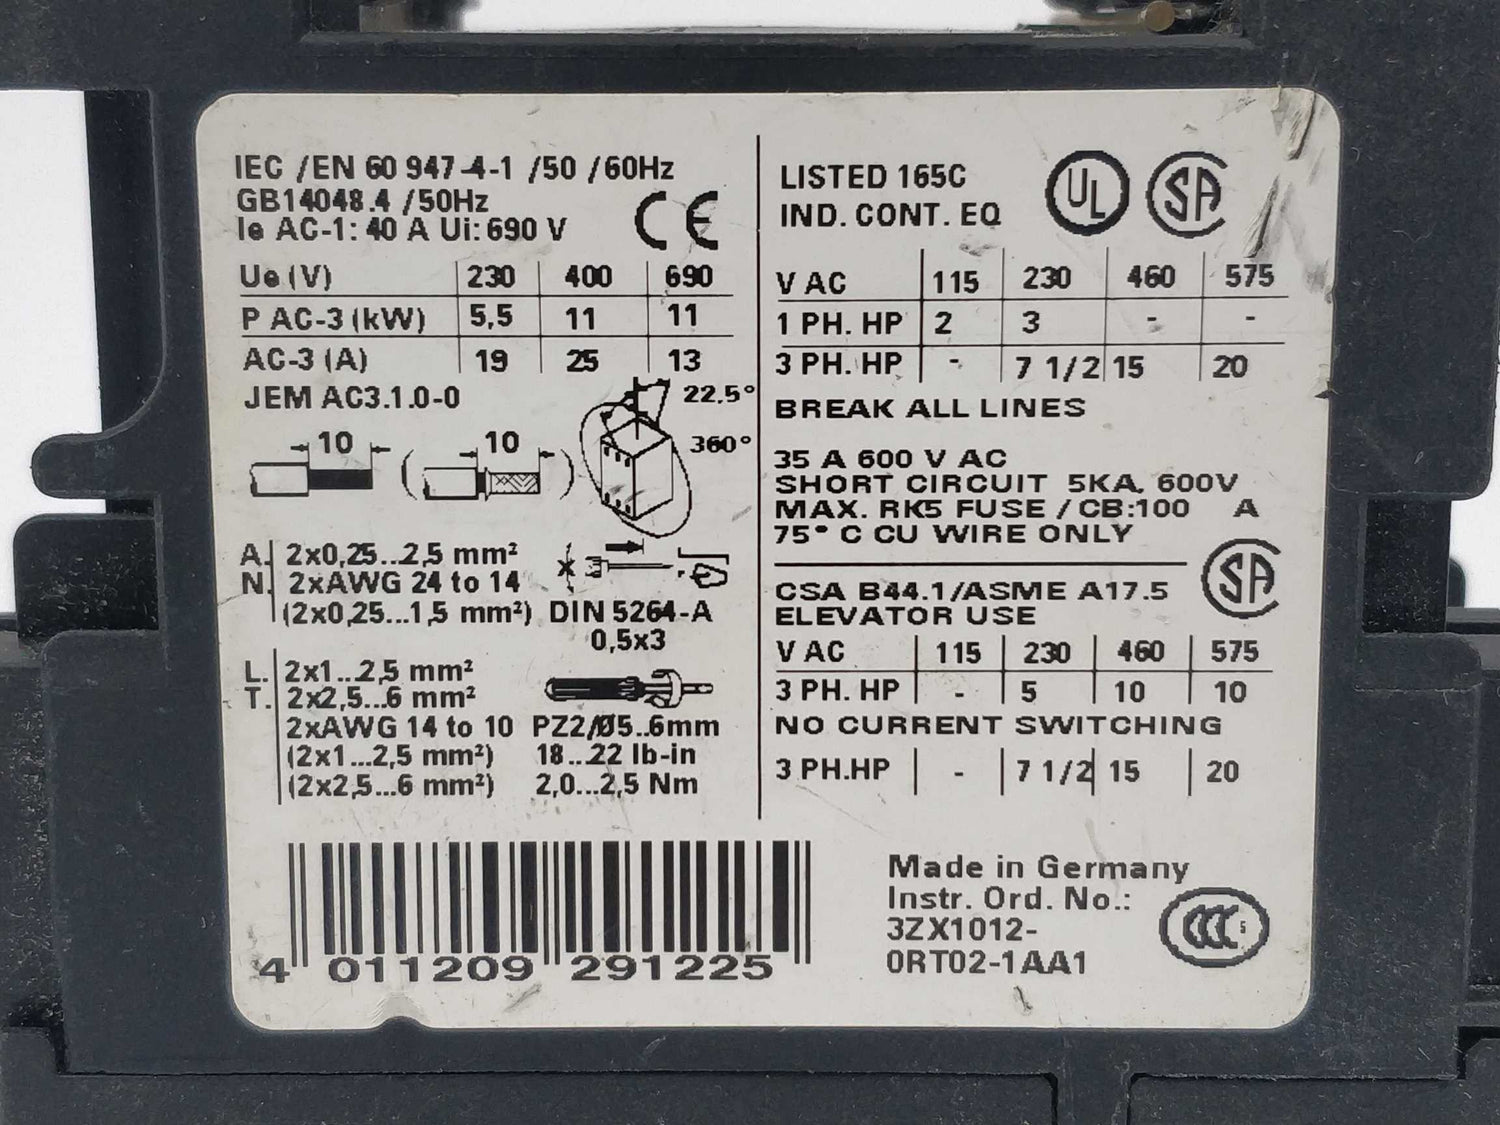 IEC /EN 60 947-4-1 /50 /60Hz
GB14048.4 /50Hz
Ie AC-1: 40 A Ui: 690 V
CE
Ue (V) 230 400 690
P AC-3 (kW) 5,5 11 11
AC-3 (A) 19 25 13
JEM AC3.1.0-0
22.5°
360°
10
( 10 )
A. 2x0,25...2,5 mm²
N. 2xAWG 24 to 14
(2x0,25...1,5 mm²) DIN 5264-A
0,5x3
L. 2x1...2,5 mm²
T. 2x2,5...6 mm²
2xAWG 14 to 10 PZ2/Ø5..6mm
(2x1...2,5 mm²) 18...22 lb-in
(2x2,5...6 mm²) 2,0...2,5 Nm
4 011209 291225
LISTED 165C
IND. CONT. EQ
UL
SA
V AC 115 230 460 575
1 PH. HP 2 3 - -
3 PH. HP - 7 1/2 15 20
BREAK ALL LINES
35 A 600 V AC
SHORT CIRCUIT 5KA, 600V
MAX. RK5 FUSE / CB:100 A
75° C CU WIRE ONLY
CSA B44.1/ASME A17.5
ELEVATOR USE
SA
V AC 115 230 460 575
3 PH. HP - 5 10 10
NO CURRENT SWITCHING
3 PH.HP - 7 1/2 15 20
Made in Germany
Instr. Ord. No.:
3ZX1012-
0RT02-1AA1
CCC